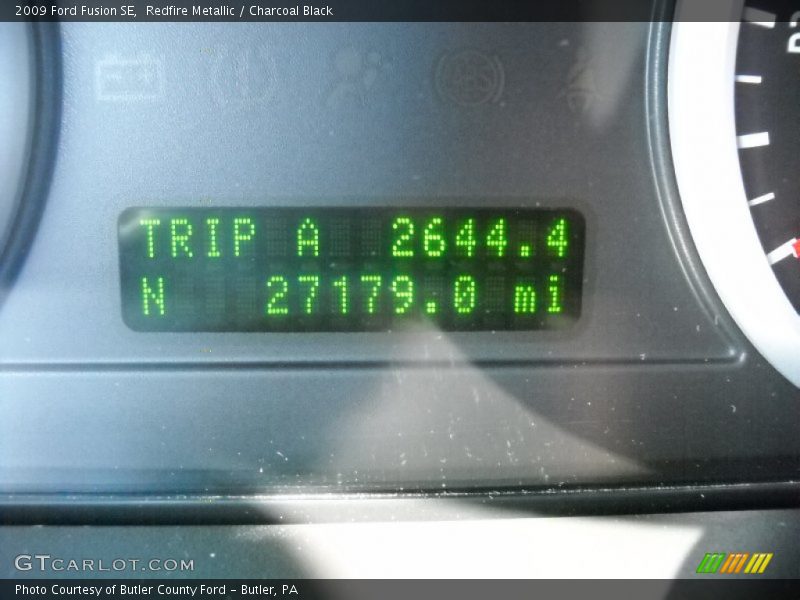 2009 Ford Fusion SE,  Redfire Metallic / Charcoal Black
TRIP A 2644.4
N 27179.0 mi
GTCARLOT.COM
Photo Courtesy of Butler County Ford - Butler, PA